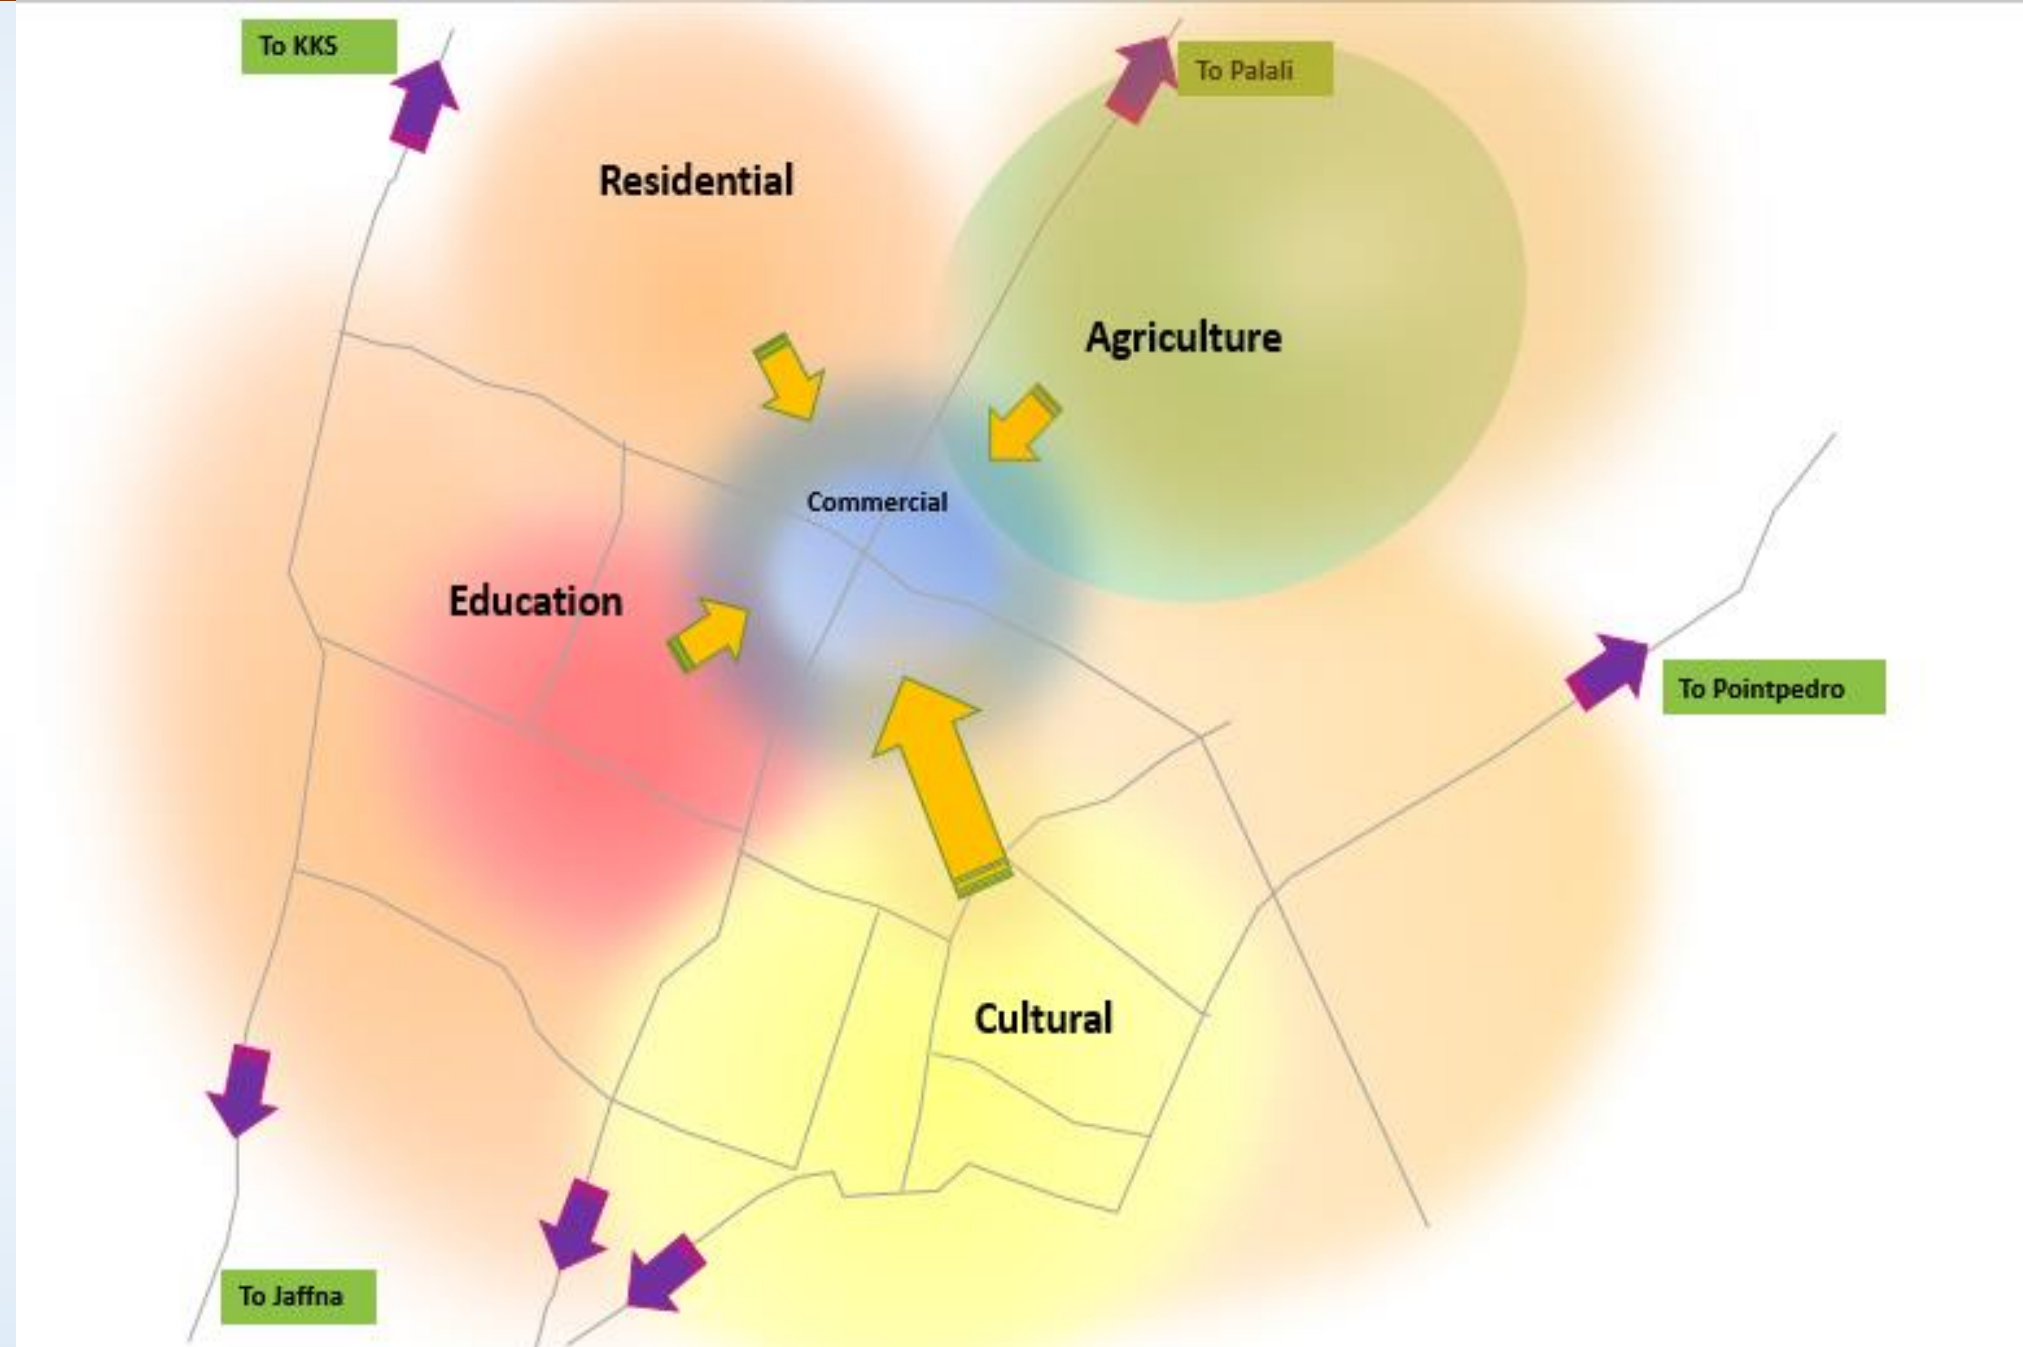 To KKS
To Palali
Residential
Agriculture
Commercial
Education
To Pointpedro
Cultural
To Jaffna